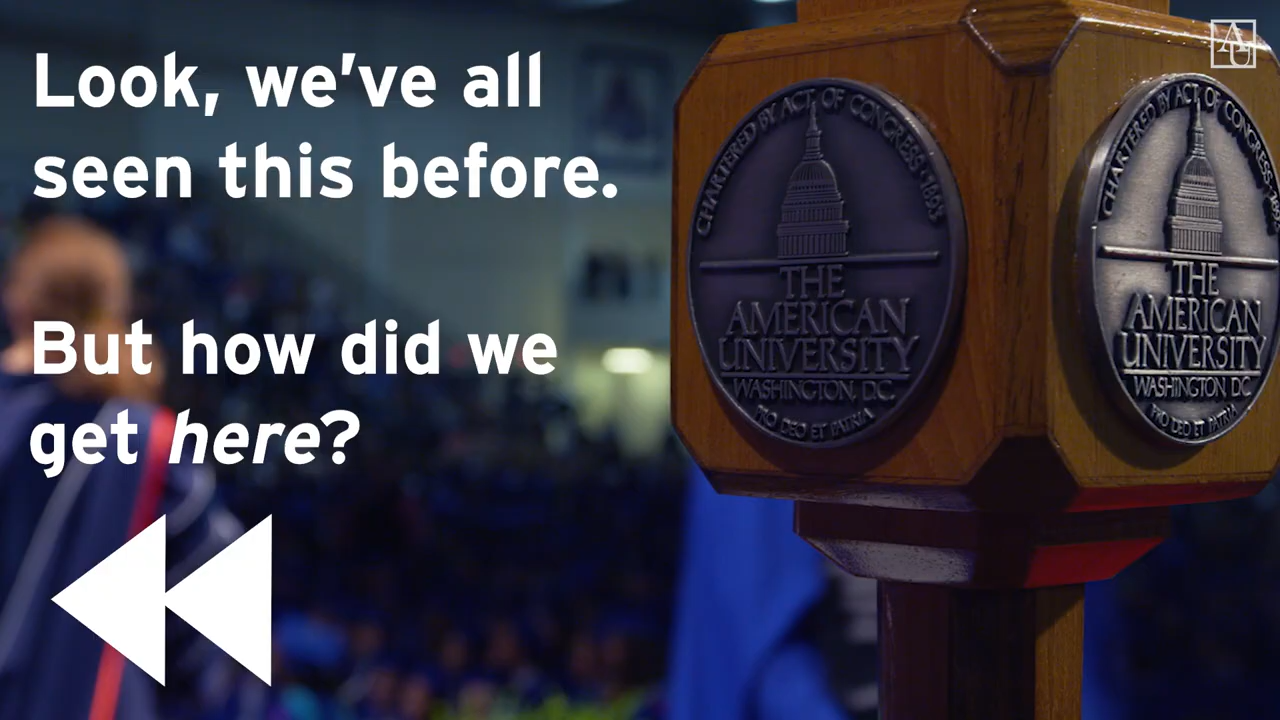 Look, we've all
seen this before.
But how did we
get here?
AU
CHARTERED BY ACT OF CONGRESS 1893
THE
AMERICAN
UNIVERSITY
WASHINGTON, D.C.
PRO DEO ET PATRIA
CHARTERED BY ACT OF CONGRESS 1893
THE
AMERICAN
UNIVERSITY
WASHINGTON, D.C.
PRO DEO ET PATRIA